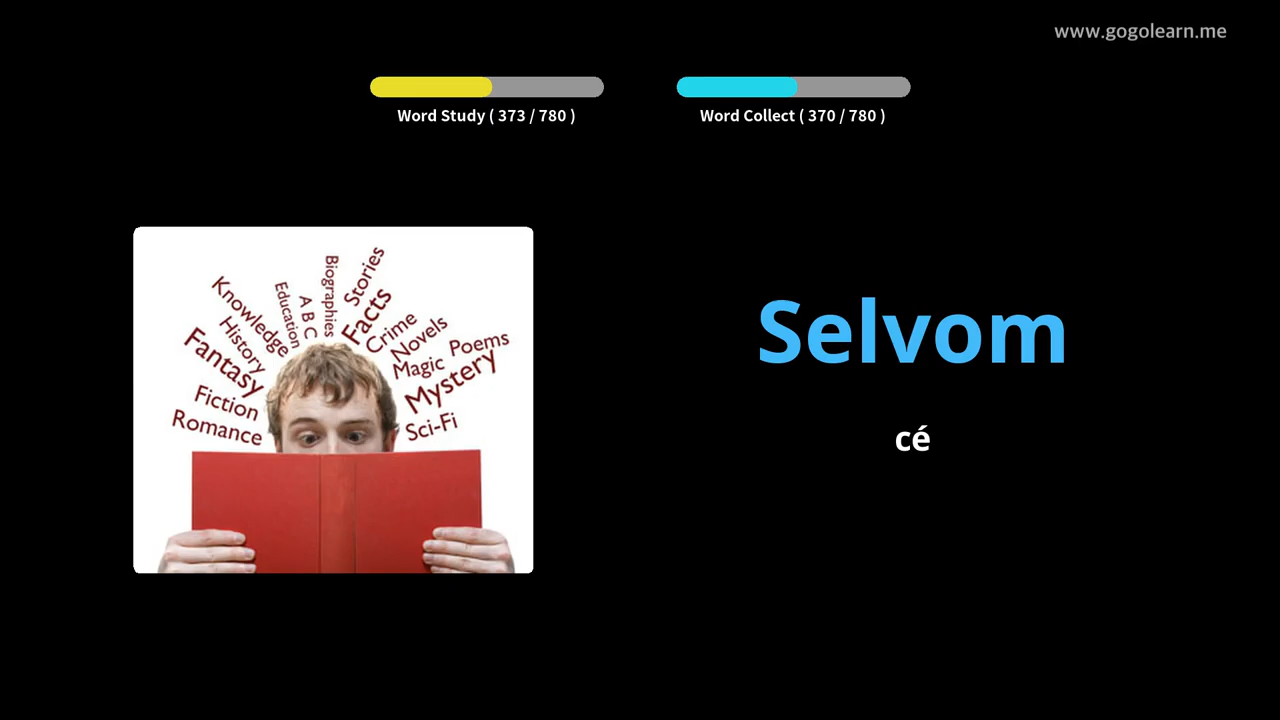 www.gogolearn.me
Word Study ( 373 / 780 )
Word Collect ( 370 / 780 )
Biographies
Stories
Education
A B C
Facts
Knowledge
Crime
History
Novels
Fantasy
Magic
Poems
Mystery
Fiction
Romance
Sci-Fi
Selvom
cé